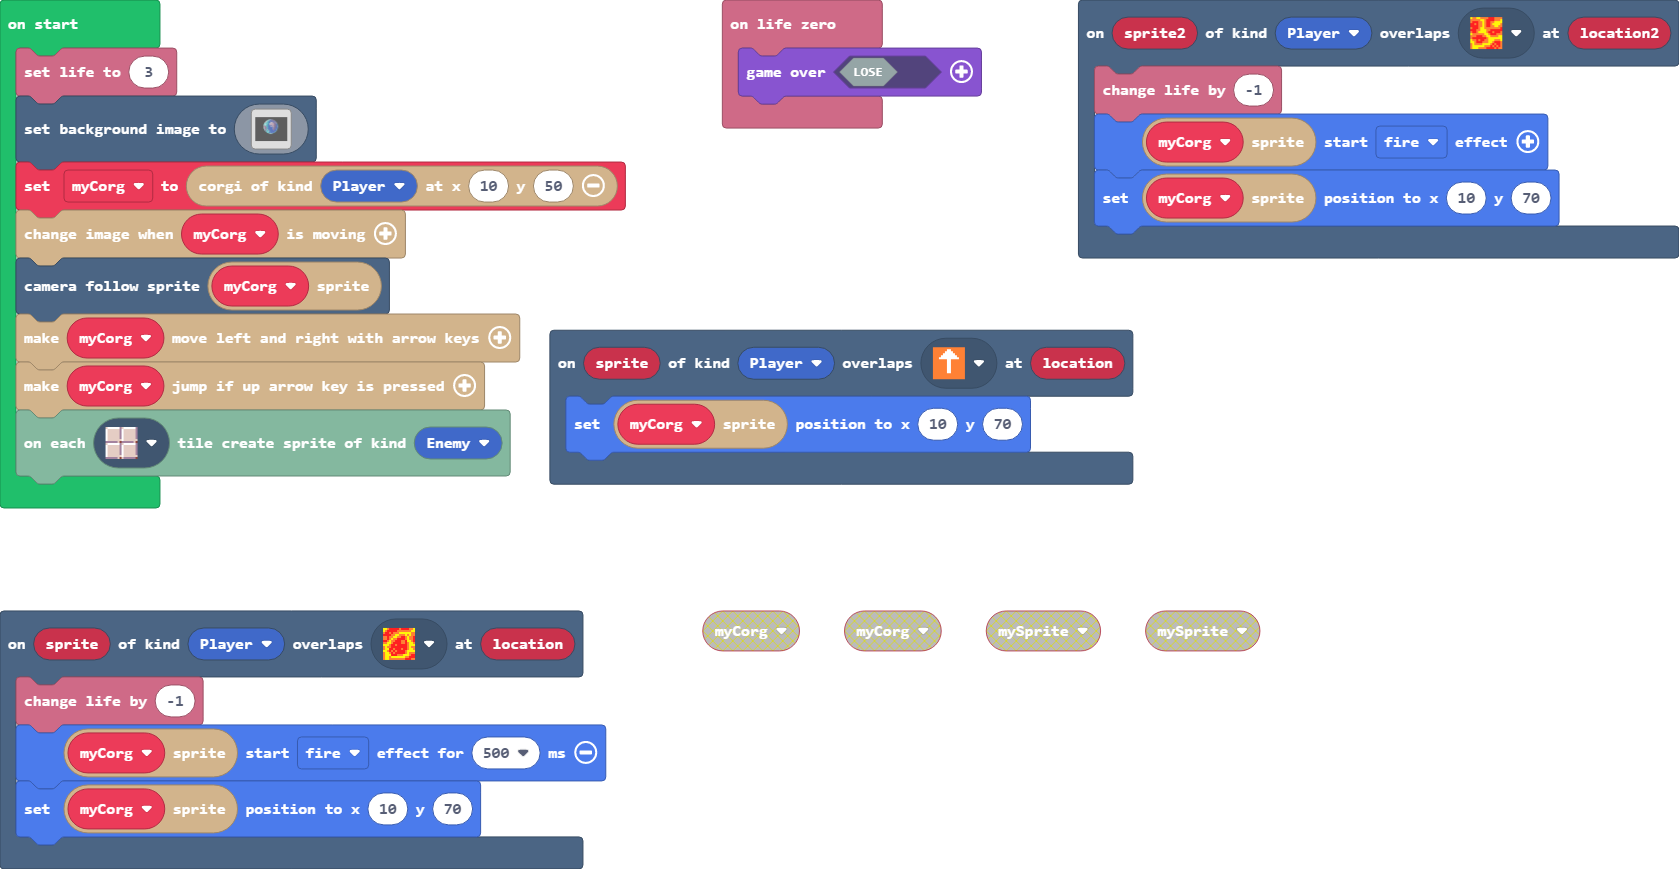 on start
set life to 3
set background image to
set myCorg to corgi of kind Player at x 10 y 50
change image when myCorg is moving
camera follow sprite myCorg sprite
make myCorg move left and right with arrow keys
make myCorg jump if up arrow key is pressed
on each tile create sprite of kind Enemy
on life zero
game over LOSE
on sprite2 of kind Player overlaps at location2
change life by -1
myCorg sprite start fire effect
set myCorg sprite position to x 10 y 70
on sprite of kind Player overlaps at location
set myCorg sprite position to x 10 y 70
on sprite of kind Player overlaps at location
change life by -1
myCorg sprite start fire effect for 500 ms
set myCorg sprite position to x 10 y 70
myCorg
myCorg
mySprite
mySprite